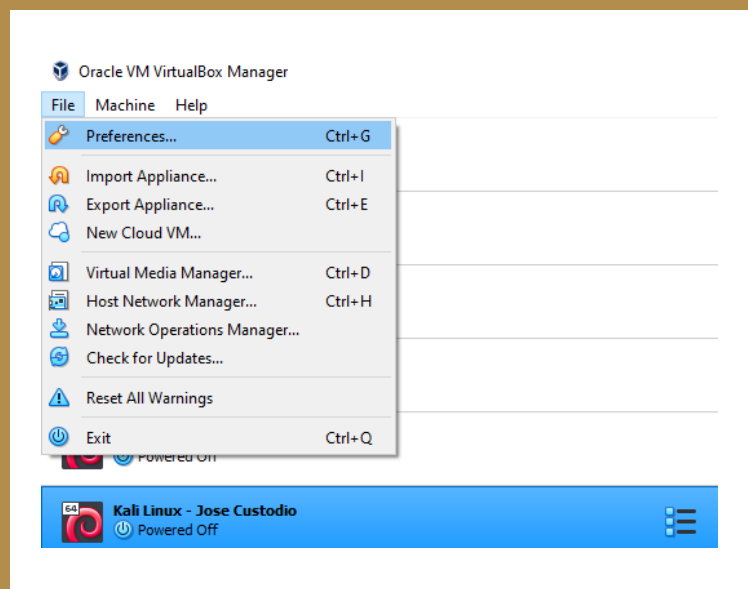 Oracle VM VirtualBox Manager
File Machine Help
Preferences... Ctrl+G
Import Appliance... Ctrl+I
Export Appliance... Ctrl+E
New Cloud VM...
Virtual Media Manager... Ctrl+D
Host Network Manager... Ctrl+H
Network Operations Manager...
Check for Updates...
Reset All Warnings
Exit Ctrl+Q
Powered Off
64 Kali Linux - Jose Custodio
Powered Off